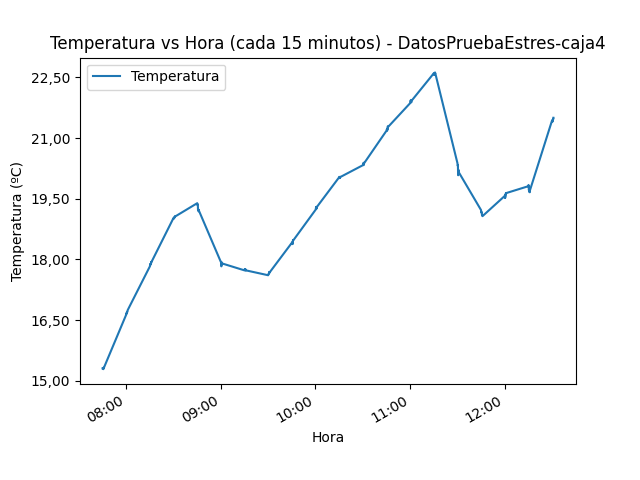 Temperatura vs Hora (cada 15 minutos) - DatosPruebaEstres-caja4
Temperatura
22,50
21,00
19,50
18,00
16,50
15,00
Temperatura (ºC)
08:00
09:00
10:00
11:00
12:00
Hora